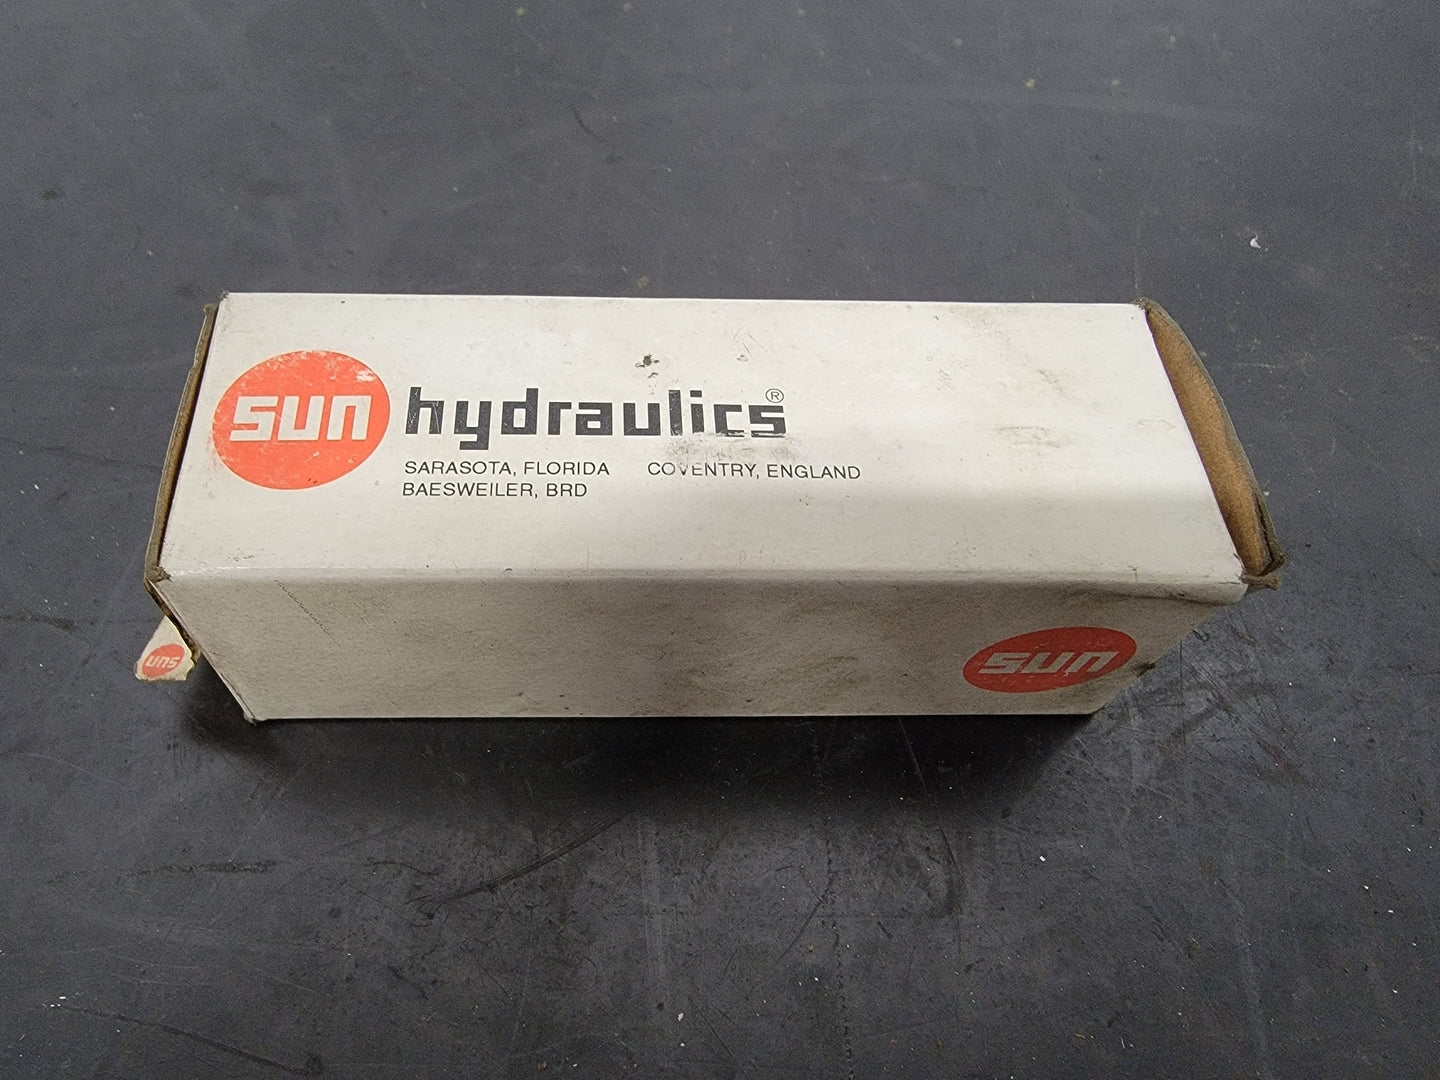 sun hydraulics®
SARASOTA, FLORIDA COVENTRY, ENGLAND
BAESWEILER, BRD
sun
sun